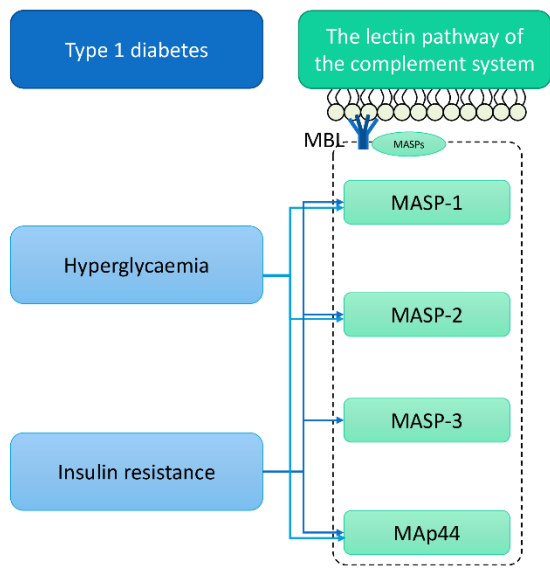 Type 1 diabetes
The lectin pathway of
the complement system
MBL
MASPs
MASP-1
Hyperglycaemia
MASP-2
MASP-3
Insulin resistance
MAp44